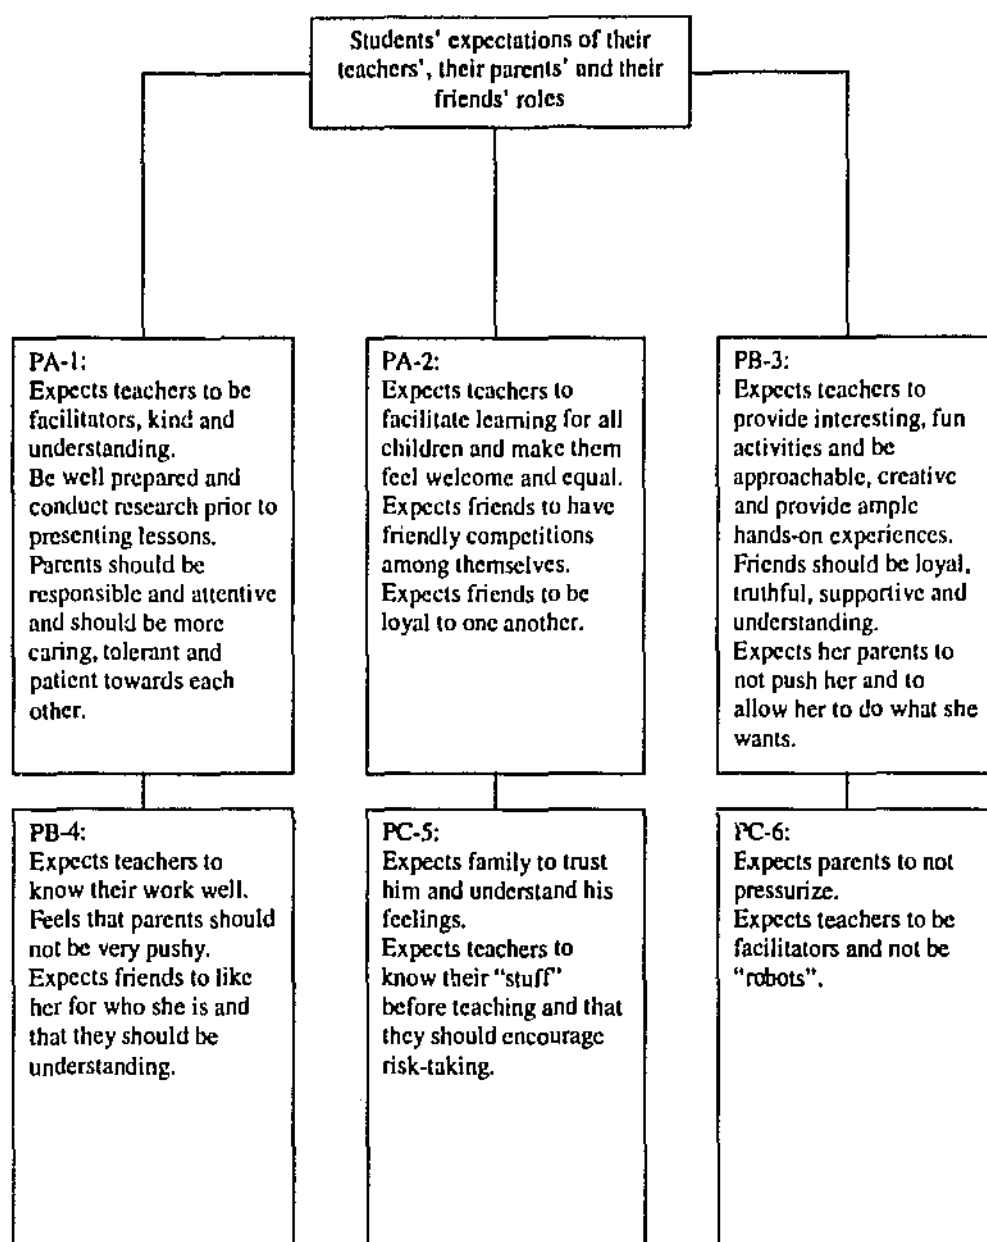 Students' expectations of their
teachers', their parents' and their
friends' roles
PA-1:
Expects teachers to be
facilitators, kind and
understanding.
Be well prepared and
conduct research prior to
presenting lessons.
Parents should be
responsible and attentive
and should be more
caring, tolerant and
patient towards each
other.
PA-2:
Expects teachers to
facilitate learning for all
children and make them
feel welcome and equal.
Expects friends to have
friendly competitions
among themselves.
Expects friends to be
loyal to one another.
PB-3:
Expects teachers to
provide interesting, fun
activities and be
approachable, creative
and provide ample
hands-on experiences.
Friends should be loyal,
truthful, supportive and
understanding.
Expects her parents to
not push her and to
allow her to do what she
wants.
PB-4:
Expects teachers to
know their work well.
Feels that parents should
not be very pushy.
Expects friends to like
her for who she is and
that they should be
understanding.
PC-5:
Expects family to trust
him and understand his
feelings.
Expects teachers to
know their "stuff"
before teaching and that
they should encourage
risk-taking.
PC-6:
Expects parents to not
pressurize.
Expects teachers to be
facilitators and not be
"robots".